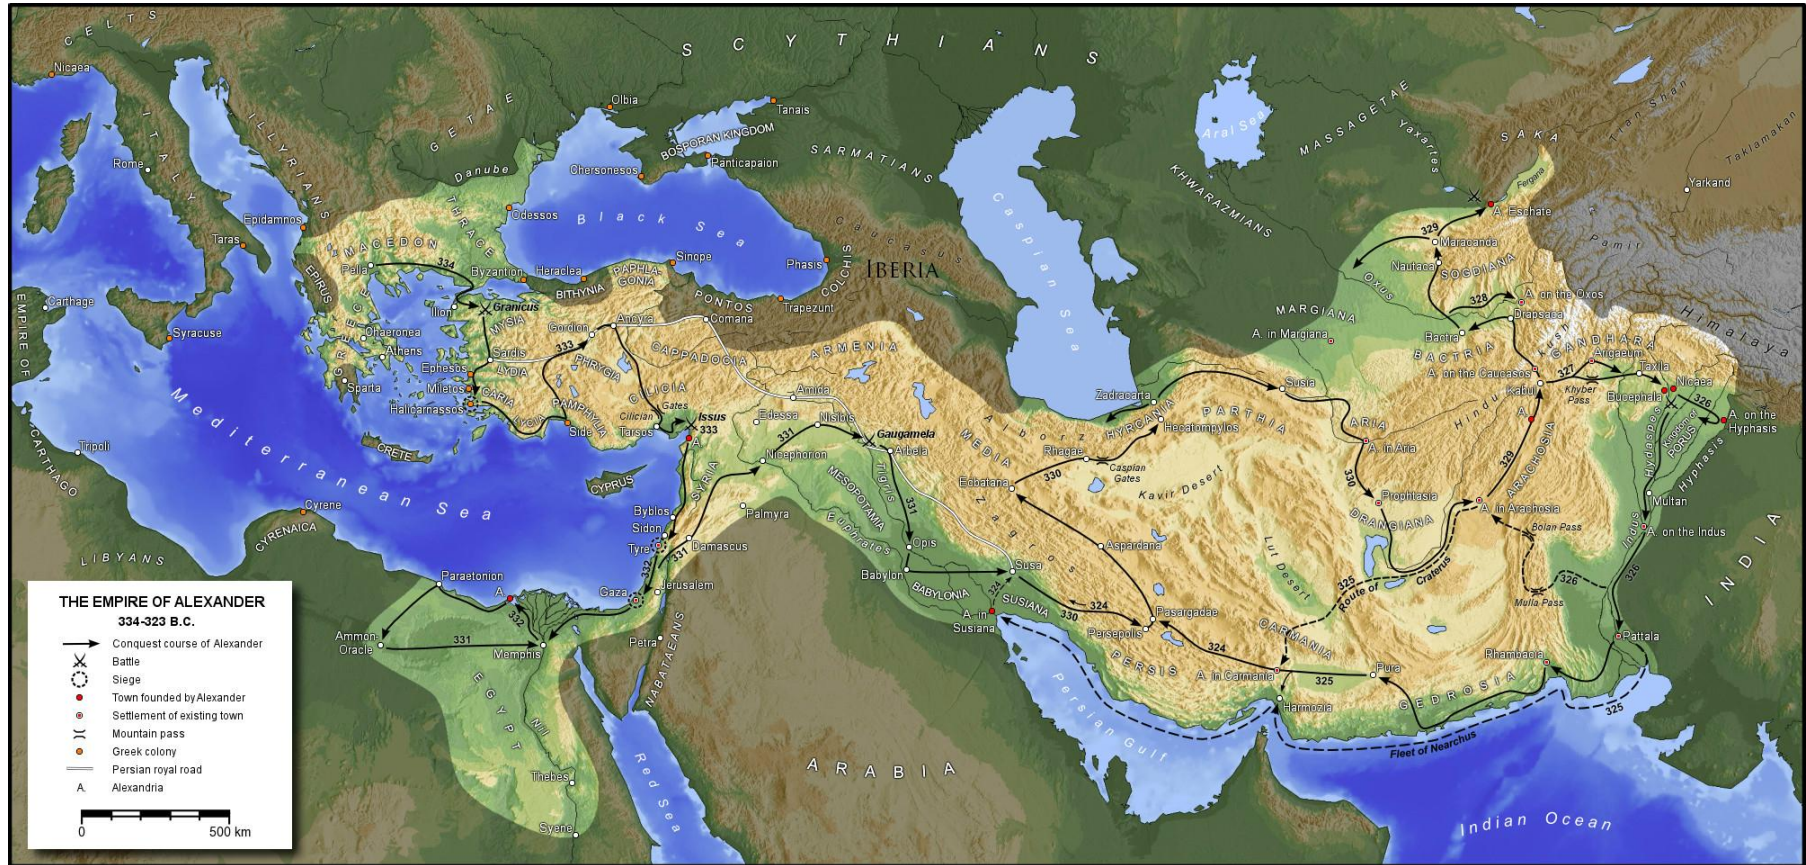 CELTS
SCYTHIANS
Nicaea
ITALY
ILLYRIANS
GETAE
Olbia
Tanais
BOSPORAN KINGDOM
Panticapaion
Chersonesos
SARMATIANS
Aral Sea
MASSAGETAE
Yaxartes
SAKA
Tian Shan
Taklamakan
Yarkand
Rome
Danube
THRACE
Odessos
Black Sea
Caucasus
Caspian Sea
KHWARAZMIANS
Fergana
A. Eschate
Pamir
Epidamnos
Taras
MACEDON
Pella
334
Byzantion
Heraclea
BITHYNIA
PAPHLA-
GONIA
Sinope
Phasis
COLCHIS
IBERIA
329
Maracanda
Nautaca
SOGDIANA
Oxus
Carthage
EMPIRE OF
CARTHAGO
EPIRUS
Ilion
Granicus
MYSIA
Gordion
Ancyra
PONTOS
Comana
Trapezunt
MARGIANA
A. in Margiana
328
A. on the Oxos
Drapsaca
Bactra
BACTRIA
Himalaya
Syracuse
GREECE
Chaeronea
Athens
Sparta
Sardis
LYDIA
Ephesos
Miletos
Halicarnassos
CARIA
LYCIA
PAMPHYLIA
Side
333
PHRYGIA
CAPPADOCIA
ARMENIA
CILICIA
Cilician
Gates
Tarsos
Issus
333
A.
Amida
Edessa
Nisibis
331
Gaugamela
Arbela
Tigris
Zadracarta
HYRCANIA
Hecatompylos
Susia
PARTHIA
ARIA
A. in Aria
Hindu
Kush
A. on the Caucasos
Kabul
A.
GANDHARA
Arigaeum
327
Khyber
Pass
Taxila
Nicaea
Bucephala
326
Kingdom of
PORUS
A. on the
Hyphasis
Hydaspes
Hyphasis
Mediterranean Sea
Tripoli
CRETE
CYPRUS
SYRIA
Nicephorion
MESOPOTAMIA
Euphrates
Palmyra
MEDIA
Ecbatana
Zagros
Alborz
Rhagae
330
Caspian
Gates
Kavir Desert
330
Prophtasia
DRANGIANA
329
ARACHOSIA
A. in Arachosia
Bolan Pass
Multan
A. on the Indus
Indus
INDIA
Cyrene
CYRENAICA
LIBYANS
Byblos
Sidon
Tyre
331
Damascus
332
Jerusalem
Gaza
Petra
NABATAEANS
331
Opis
Babylon
BABYLONIA
Susa
324
SUSIANA
A. in
Susiana
330
324
Aspardana
Pasargadae
Persepolis
PERSIS
Lut Desert
325
Route of
Craterus
326
Mulla Pass
326
Pattala
Paraetonion
A.
332
Ammon-
Oracle
331
Memphis
EGYPT
Nil
Thebes
Syene
Red Sea
ARABIA
Persian Gulf
324
CARMANIA
A. in Carmania
325
Pura
Harmozia
GEDROSIA
Rhambacia
325
Fleet of Nearchus
Indian Ocean
THE EMPIRE OF ALEXANDER
334-323 B.C.
Conquest course of Alexander
Battle
Siege
Town founded by Alexander
Settlement of existing town
Mountain pass
Greek colony
Persian royal road
A. Alexandria
0 500 km